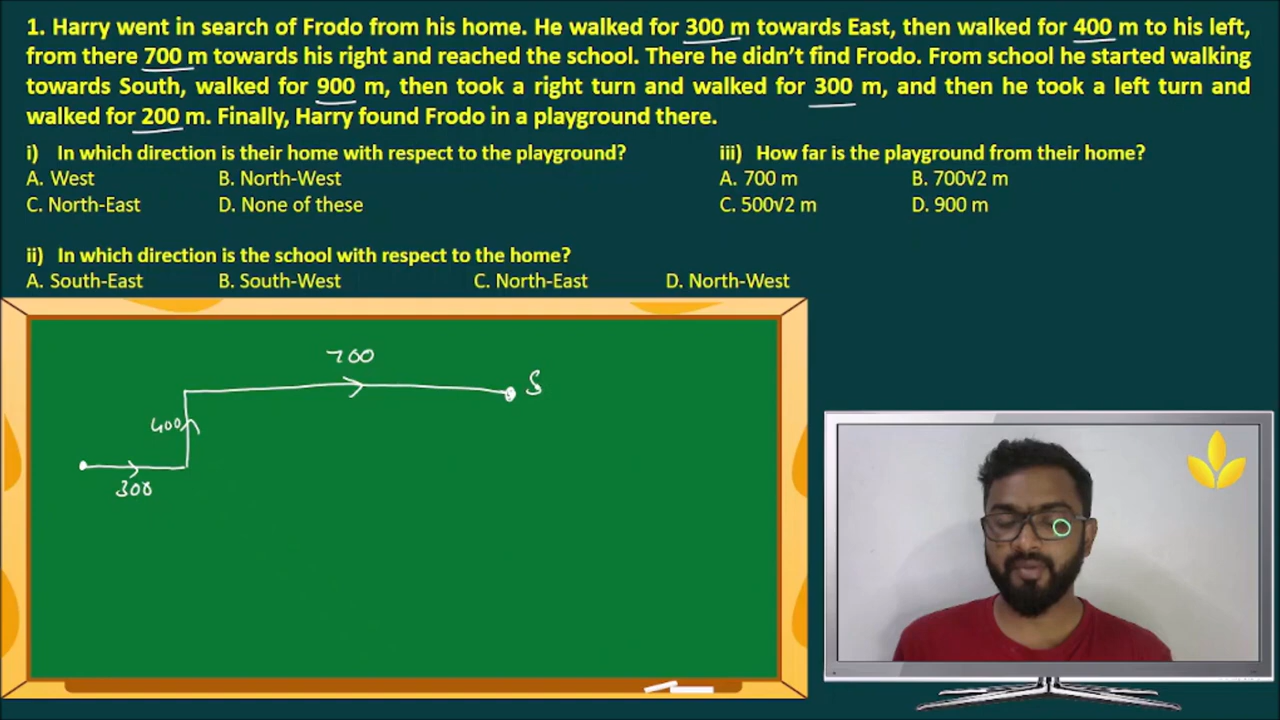 1. Harry went in search of Frodo from his home. He walked for 300 m towards East, then walked for 400 m to his left,
from there 700 m towards his right and reached the school. There he didn’t find Frodo. From school he started walking
towards South, walked for 900 m, then took a right turn and walked for 300 m, and then he took a left turn and
walked for 200 m. Finally, Harry found Frodo in a playground there.
i) In which direction is their home with respect to the playground?
A. West B. North-West
C. North-East D. None of these
iii) How far is the playground from their home?
A. 700 m B. 700√2 m
C. 500√2 m D. 900 m
ii) In which direction is the school with respect to the home?
A. South-East B. South-West C. North-East D. North-West
700
S
400
300